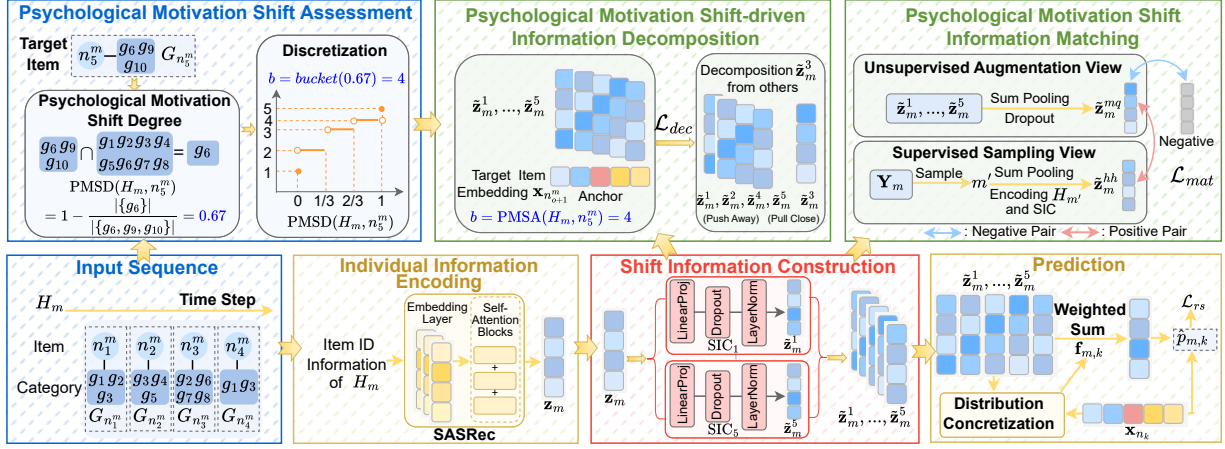 Psychological Motivation Shift Assessment
Target Item
n_5^m
g_6 g_9
g_10
G_{n_5^m}
Psychological Motivation
Shift Degree
g_6 g_9
g_10
∩
g_1 g_2 g_3 g_4
g_5 g_6 g_7 g_8
= g_6
PMSD(H_m, n_5^m)
= 1 − |{g_6}| / |{g_6, g_9, g_10}| = 0.67
Discretization
b = bucket(0.67) = 4
5
4
3
2
1
0 1/3 2/3 1
PMSD(H_m, n_5^m)
Psychological Motivation Shift-driven
Information Decomposition
z̃_m^1, ..., z̃_m^5
Target Item
Embedding x_{n_{o+1}^m}
Anchor
b = PMSA(H_m, n_5^m) = 4
L_dec
Decomposition z̃_m^3
from others
z̃_m^1, z̃_m^2, z̃_m^4, z̃_m^5 z̃_m^3
(Push Away) (Pull Close)
Psychological Motivation Shift
Information Matching
Unsupervised Augmentation View
z̃_m^1, ..., z̃_m^5
Sum Pooling
Dropout
z̃_m^{mq}
Negative
Supervised Sampling View
Y_m
Sample
m′
Sum Pooling
Encoding H_{m′}
and SIC
z̃_m^{hh}
L_mat
: Negative Pair
: Positive Pair
Input Sequence
H_m
Time Step
Item
n_1^m n_2^m n_3^m n_4^m
Category
g_1 g_2
g_3
g_3 g_4
g_5
g_2 g_6
g_7 g_8
g_1 g_3
G_{n_1^m} G_{n_2^m} G_{n_3^m} G_{n_4^m}
Individual Information
Encoding
Item ID
Information
of H_m
Embedding
Layer
Self-
Attention
Blocks
+
+
z_m
SASRec
Shift Information Construction
z_m
LinearProj
Dropout
LayerNorm
SIC_1
z̃_m^1
LinearProj
Dropout
LayerNorm
SIC_5
z̃_m^5
z̃_m^1, ..., z̃_m^5
Prediction
z̃_m^1, ..., z̃_m^5
Weighted
Sum
f_{m,k}
L_rs
p̂_{m,k}
Distribution
Concretization
x_{n_k}